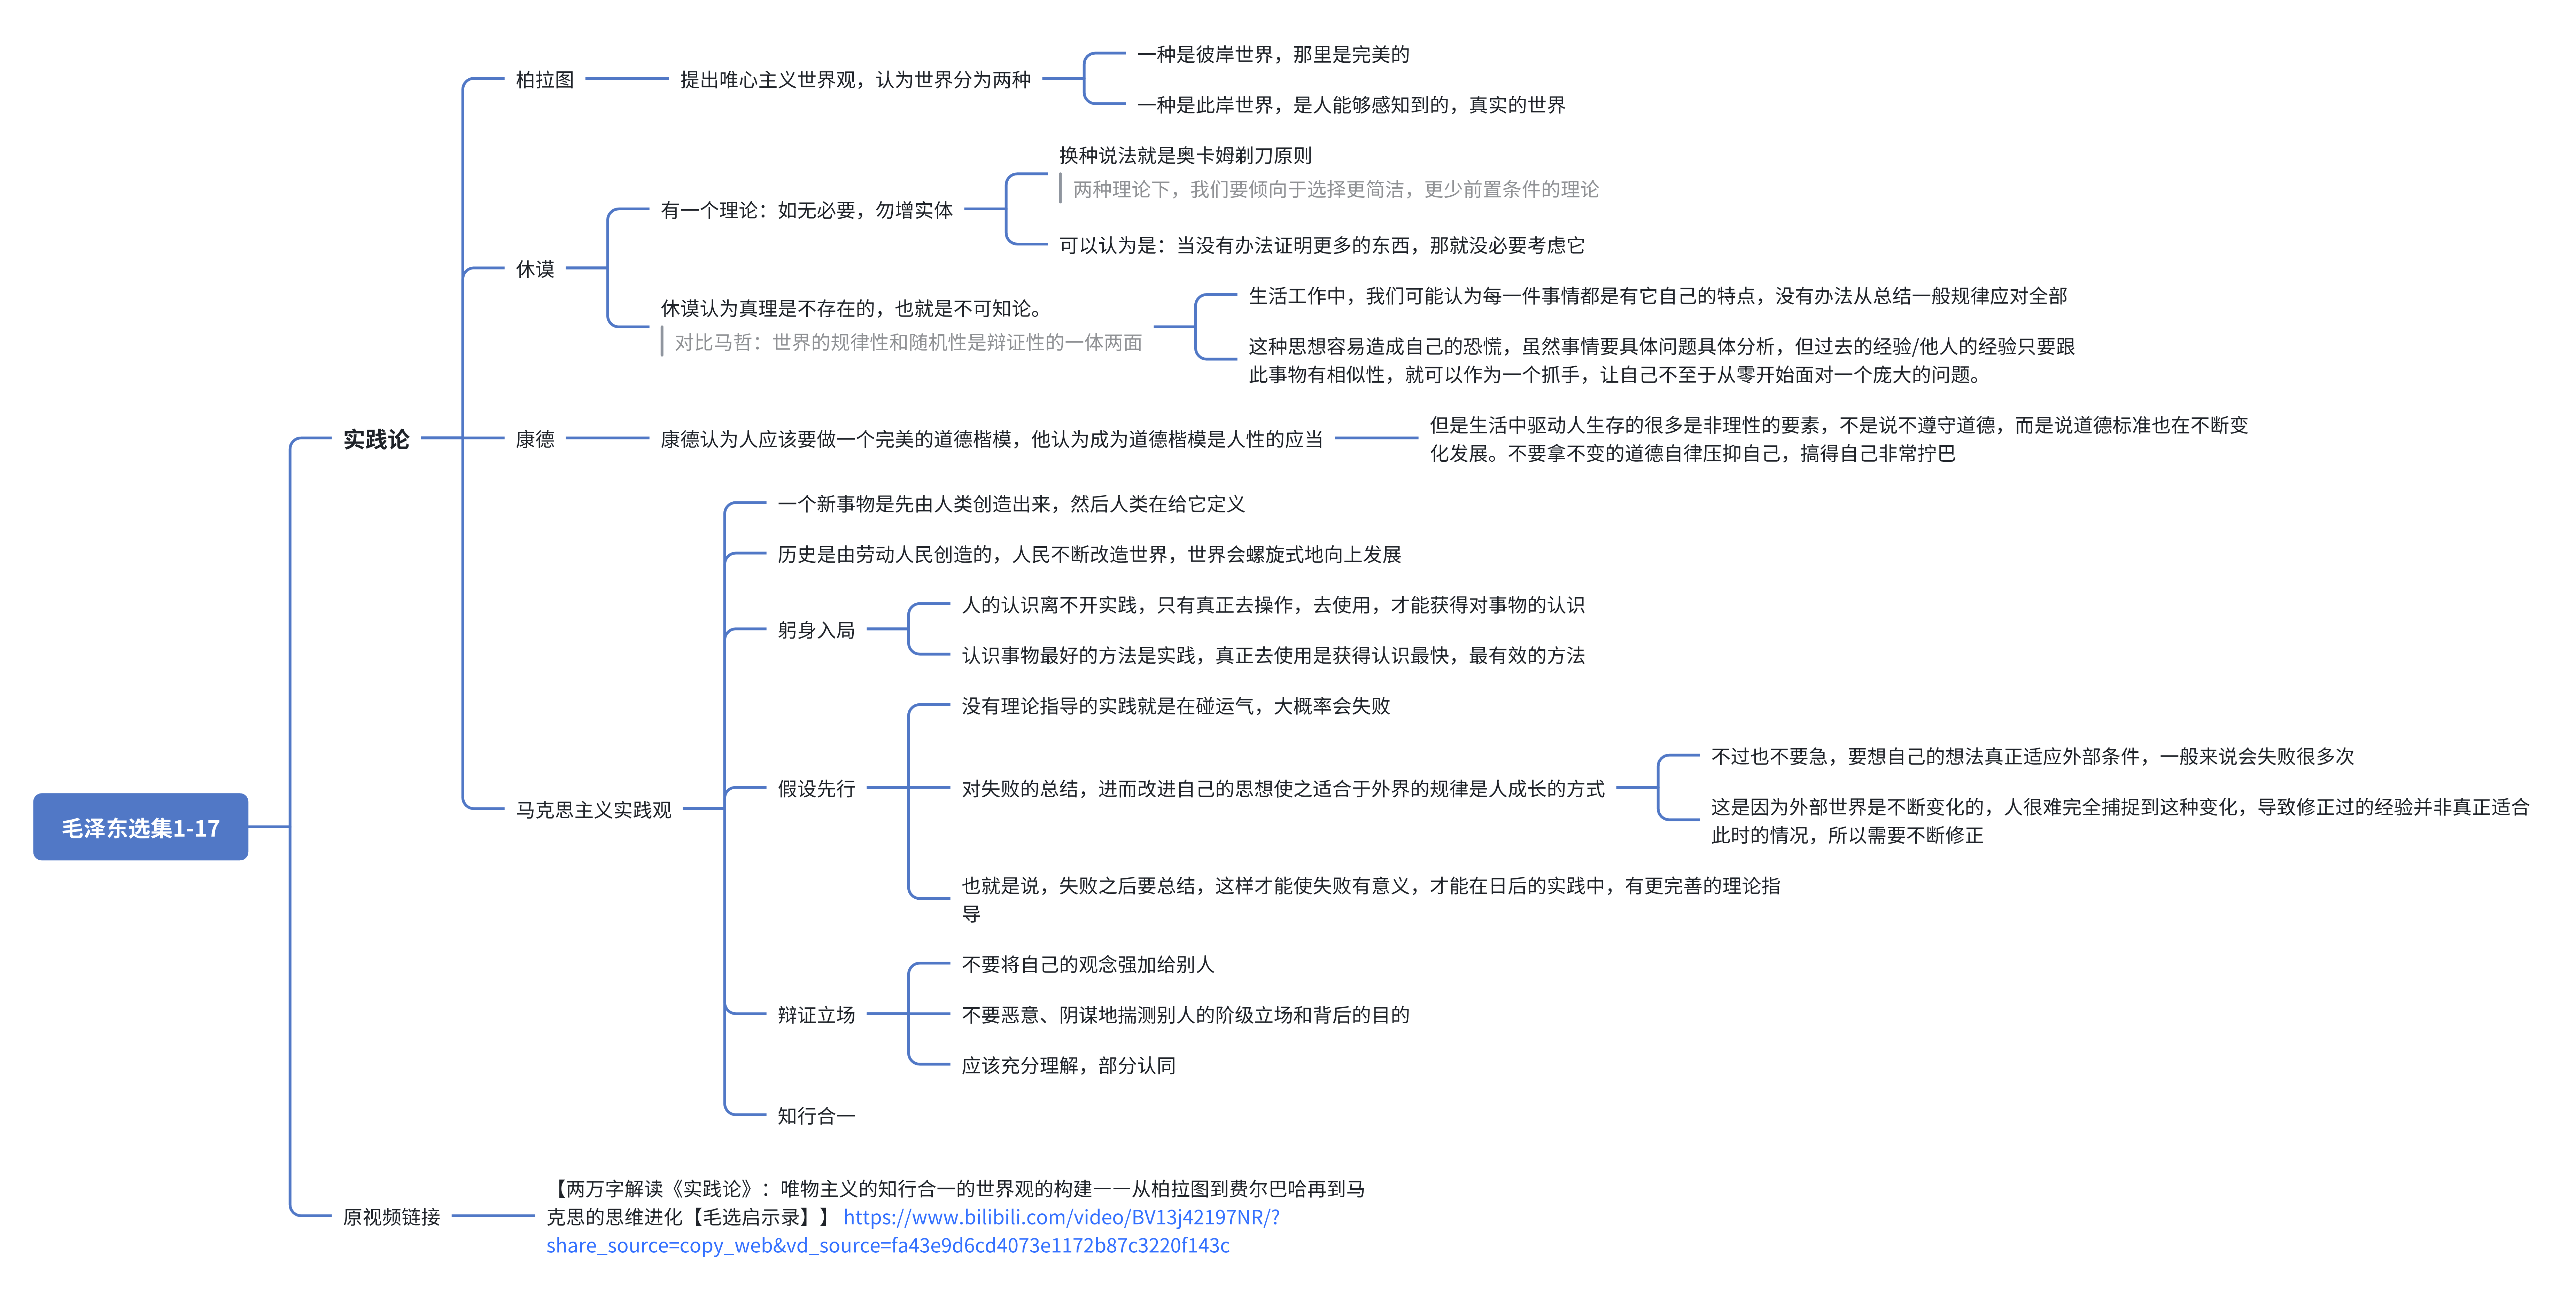 一种是彼岸世界，那里是完美的
柏拉图
提出唯心主义世界观，认为世界分为两种
一种是此岸世界，是人能够感知到的，真实的世界
换种说法就是奥卡姆剃刀原则
两种理论下，我们要倾向于选择更简洁，更少前置条件的理论
有一个理论：如无必要，勿增实体
可以认为是：当没有办法证明更多的东西，那就没必要考虑它
休谟
生活工作中，我们可能认为每一件事情都是有它自己的特点，没有办法从总结一般规律应对全部
休谟认为真理是不存在的，也就是不可知论。
对比马哲：世界的规律性和随机性是辩证性的一体两面
这种思想容易造成自己的恐慌，虽然事情要具体问题具体分析，但过去的经验/他人的经验只要跟
此事物有相似性，就可以作为一个抓手，让自己不至于从零开始面对一个庞大的问题。
实践论
康德
康德认为人应该要做一个完美的道德楷模，他认为成为道德楷模是人性的应当
但是生活中驱动人生存的很多是非理性的要素，不是说不遵守道德，而是说道德标准也在不断变
化发展。不要拿不变的道德自律压抑自己，搞得自己非常拧巴
一个新事物是先由人类创造出来，然后人类在给它定义
历史是由劳动人民创造的，人民不断改造世界，世界会螺旋式地向上发展
人的认识离不开实践，只有真正去操作，去使用，才能获得对事物的认识
躬身入局
认识事物最好的方法是实践，真正去使用是获得认识最快，最有效的方法
没有理论指导的实践就是在碰运气，大概率会失败
不过也不要急，要想自己的想法真正适应外部条件，一般来说会失败很多次
假设先行
对失败的总结，进而改进自己的思想使之适合于外界的规律是人成长的方式
这是因为外部世界是不断变化的，人很难完全捕捉到这种变化，导致修正过的经验并非真正适合
此时的情况，所以需要不断修正
马克思主义实践观
毛泽东选集1-17
也就是说，失败之后要总结，这样才能使失败有意义，才能在日后的实践中，有更完善的理论指
导
不要将自己的观念强加给别人
辩证立场
不要恶意、阴谋地揣测别人的阶级立场和背后的目的
应该充分理解，部分认同
知行合一
原视频链接
【两万字解读《实践论》：唯物主义的知行合一的世界观的构建——从柏拉图到费尔巴哈再到马
克思的思维进化【毛选启示录】】 https://www.bilibili.com/video/BV13j42197NR/?
share_source=copy_web&vd_source=fa43e9d6cd4073e1172b87c3220f143c